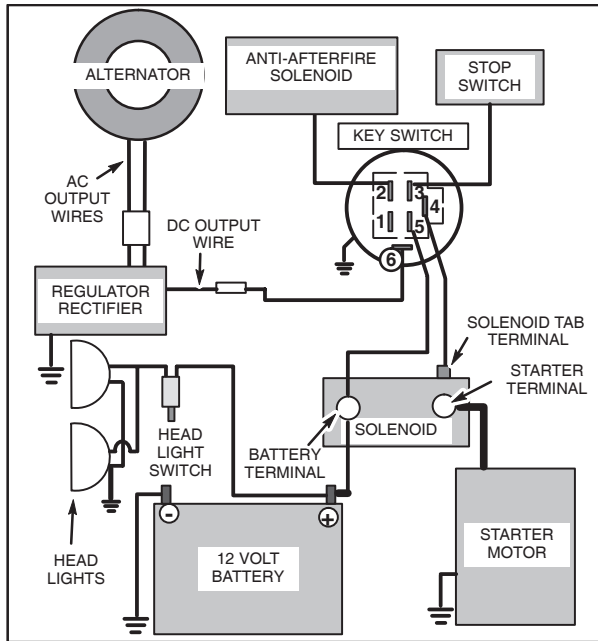 ALTERNATOR
ANTI-AFTERFIRE
SOLENOID
STOP
SWITCH
KEY SWITCH
AC
OUTPUT
WIRES
DC OUTPUT
WIRE
2
3
4
1
5
6
REGULATOR
RECTIFIER
SOLENOID TAB
TERMINAL
STARTER
TERMINAL
SOLENOID
BATTERY
TERMINAL
HEAD
LIGHT
SWITCH
-
+
12 VOLT
BATTERY
HEAD
LIGHTS
STARTER
MOTOR